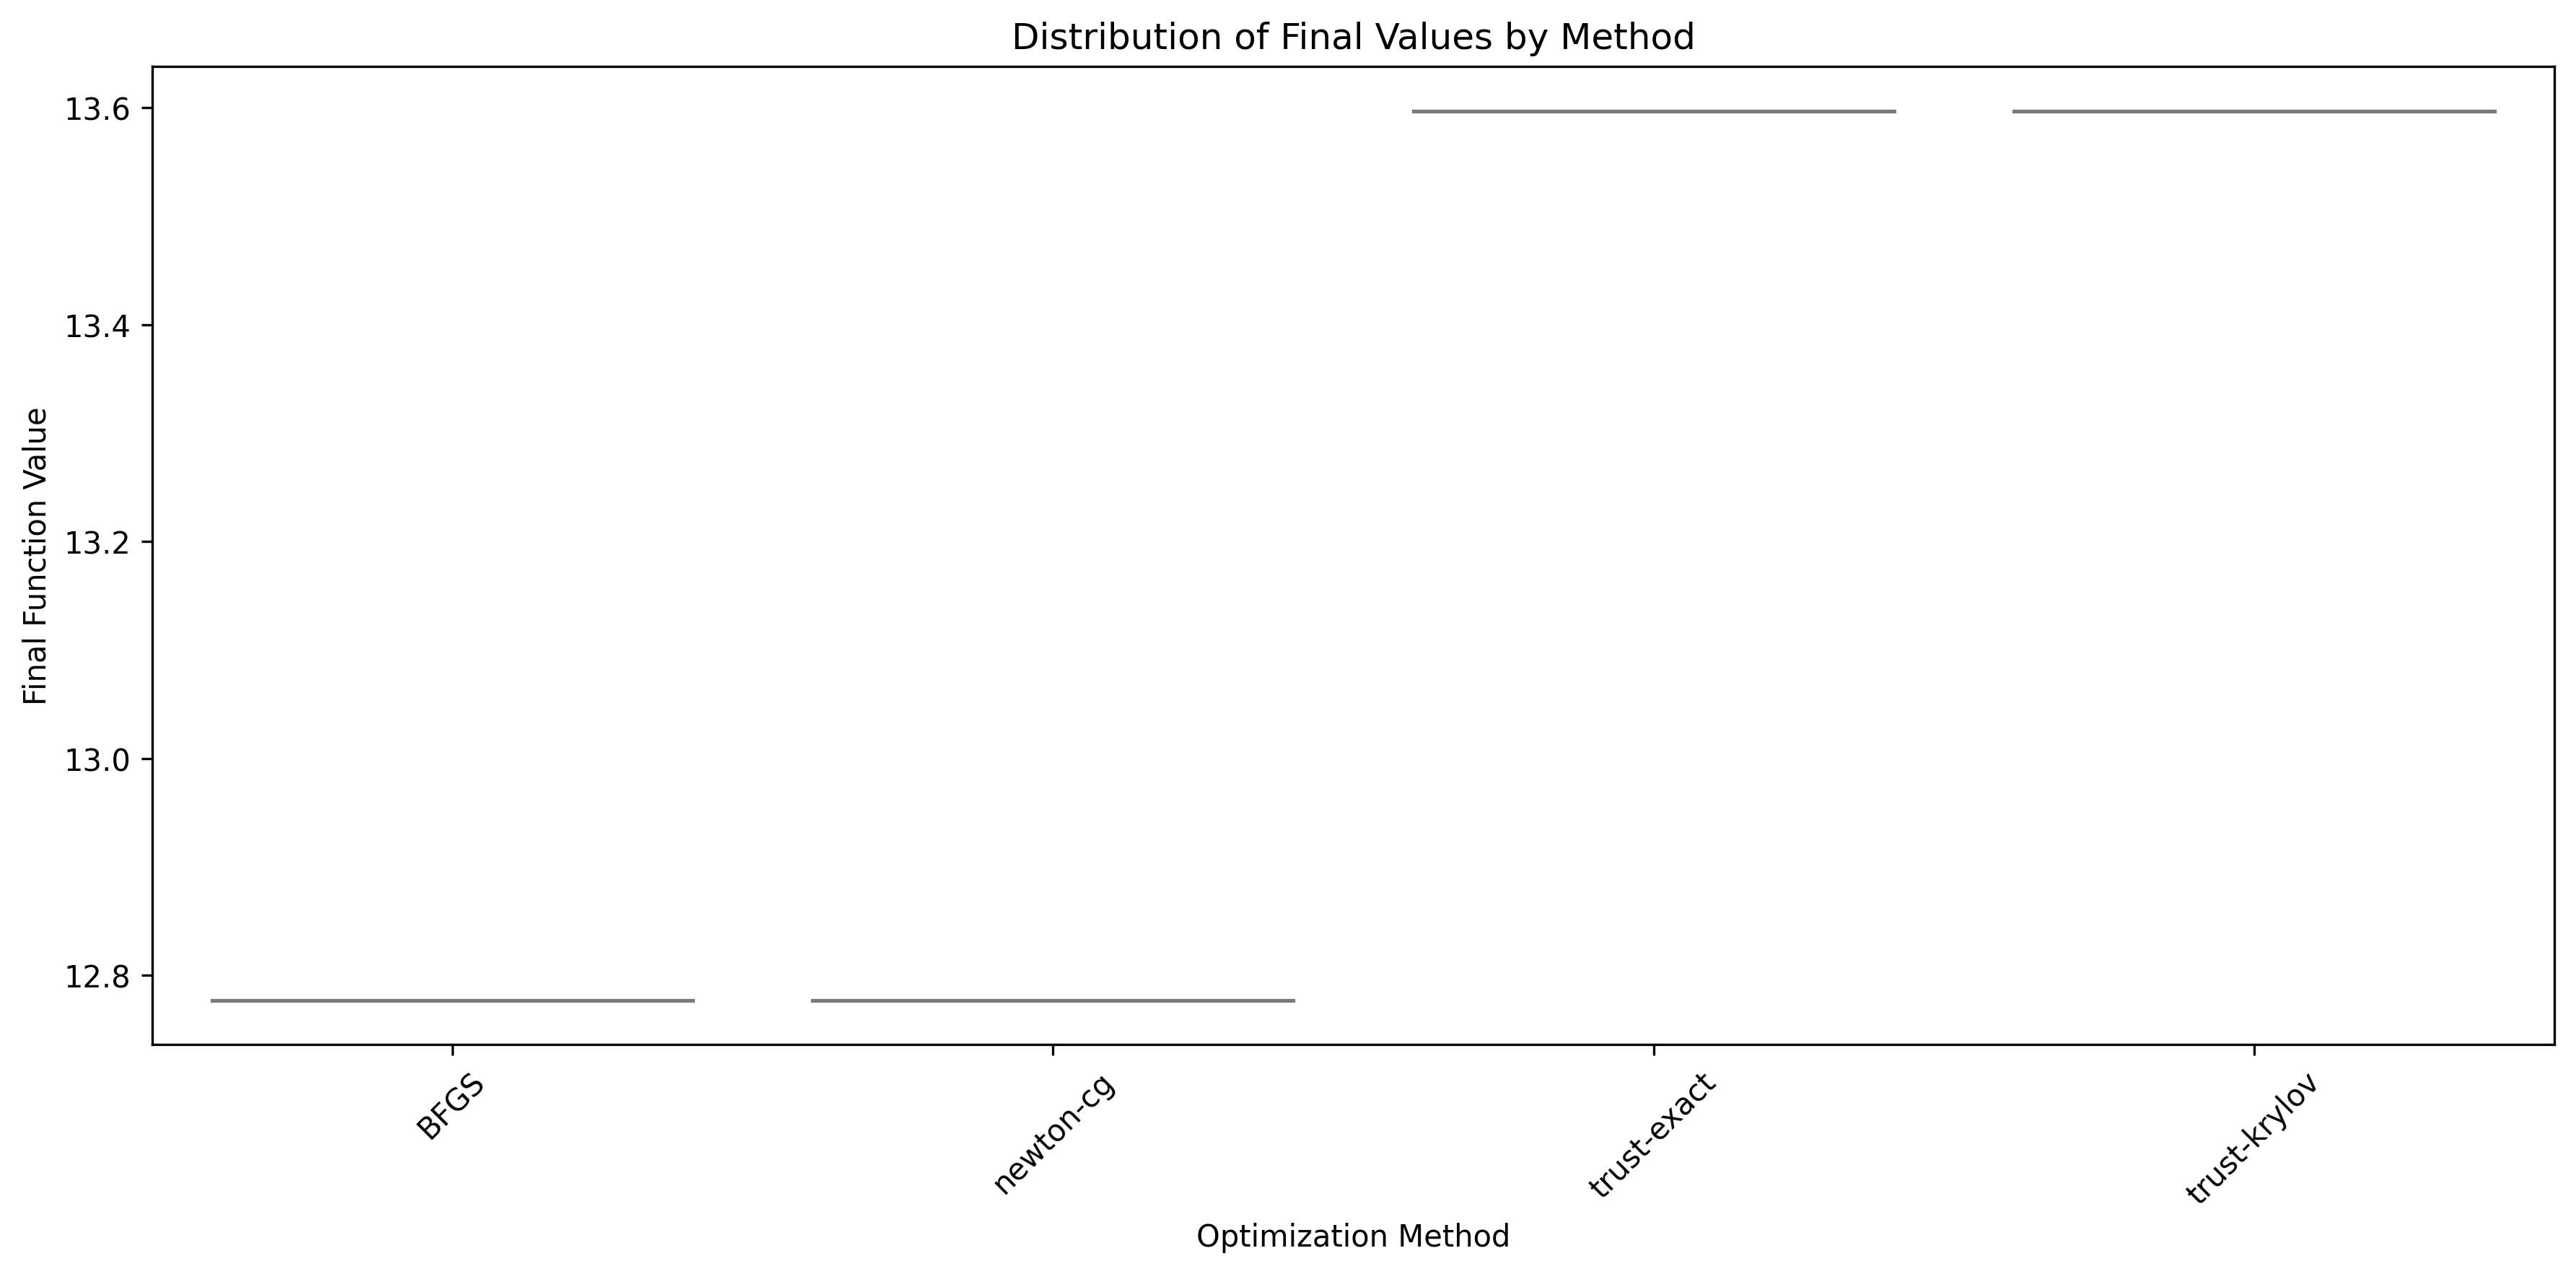 Distribution of Final Values by Method
Final Function Value
13.6
13.4
13.2
13.0
12.8
BFGS
newton-cg
trust-exact
trust-krylov
Optimization Method